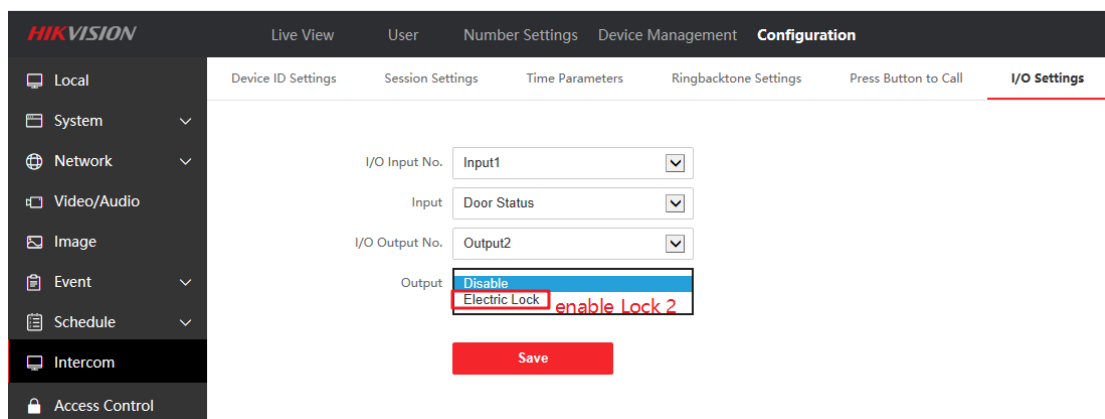 HIKVISION Live View User Number Settings Device Management Configuration
Local Device ID Settings Session Settings Time Parameters Ringbacktone Settings Press Button to Call I/O Settings
System
Network I/O Input No. Input1
Video/Audio Input Door Status
Image I/O Output No. Output2
Event Output Disable
Electric Lock enable Lock 2
Schedule
Intercom Save
Access Control